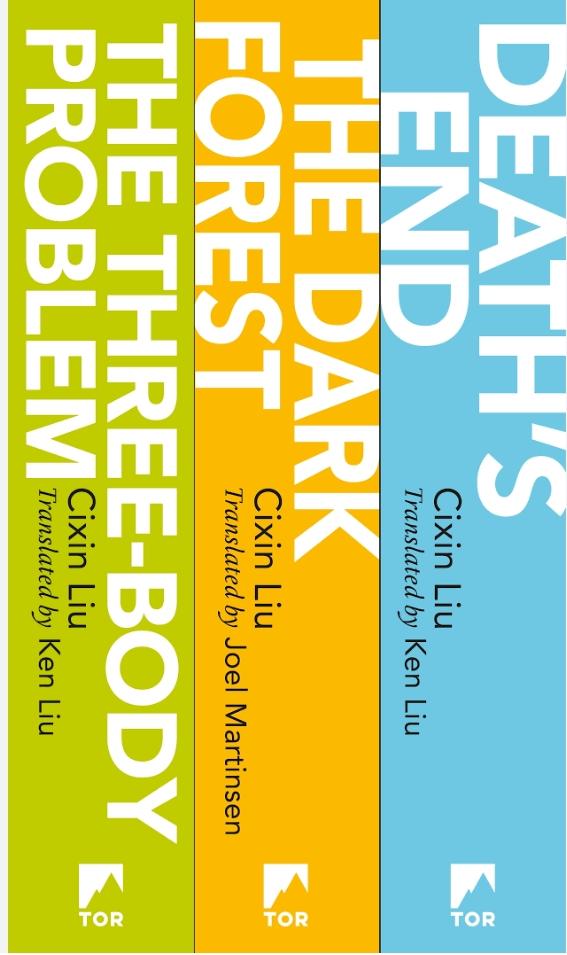 THE THREE-BODY
PROBLEM
Cixin Liu
Translated by Ken Liu
TOR
THE DARK
FOREST
Cixin Liu
Translated by Joel Martinsen
TOR
DEATH'S
END
Cixin Liu
Translated by Ken Liu
TOR